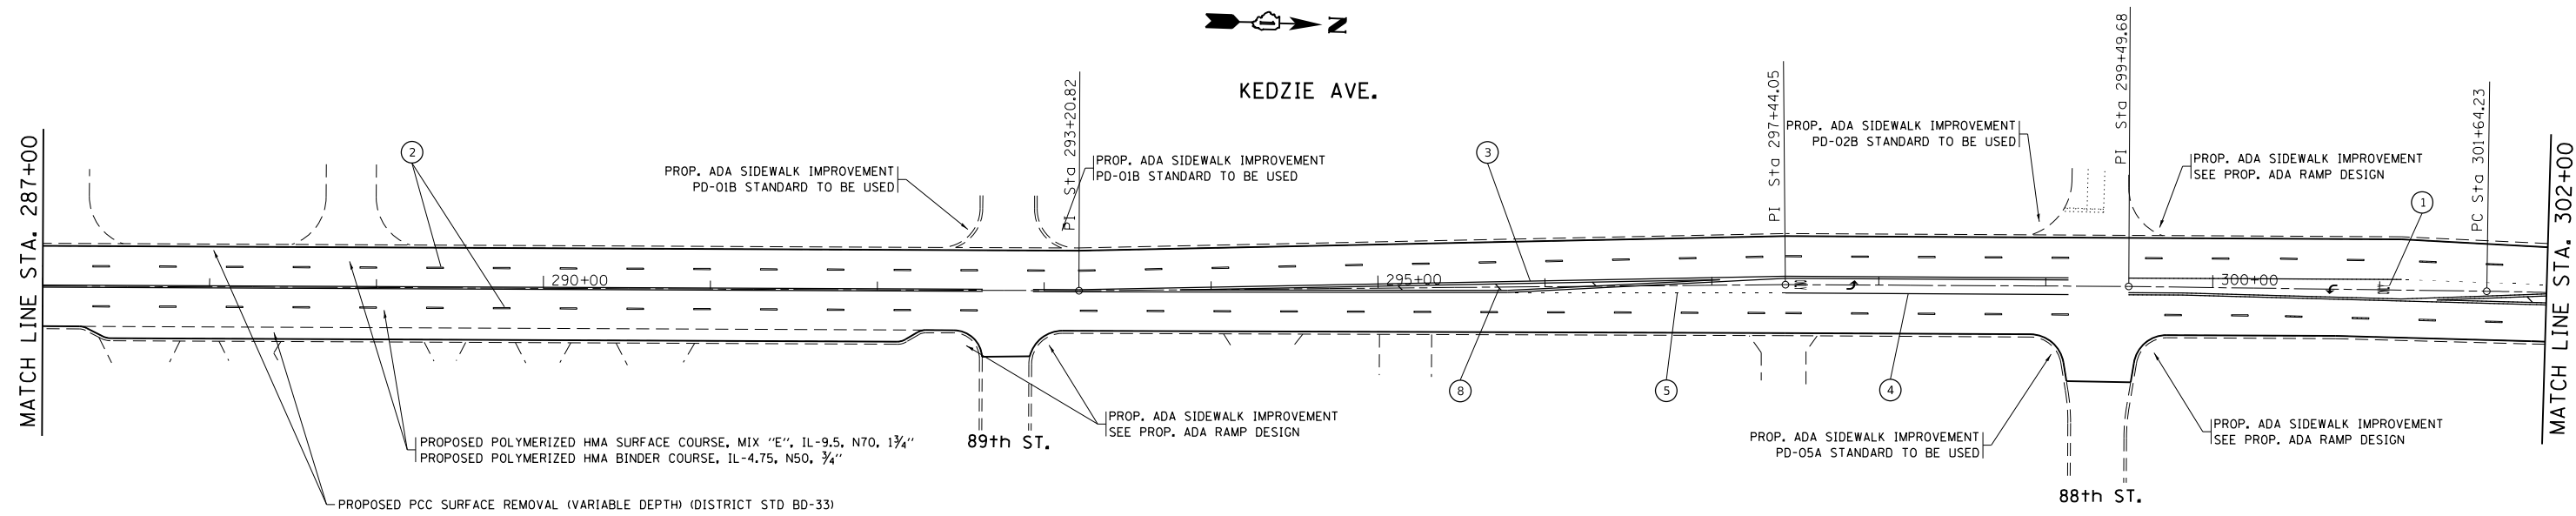 N
KEDZIE AVE.
MATCH LINE STA. 287+00
2
PROP. ADA SIDEWALK IMPROVEMENT
PD-01B STANDARD TO BE USED
PI Sta 293+20.82
PROP. ADA SIDEWALK IMPROVEMENT
PD-01B STANDARD TO BE USED
3
PI Sta 297+44.05
PROP. ADA SIDEWALK IMPROVEMENT
PD-02B STANDARD TO BE USED
PI Sta 299+49.68
PROP. ADA SIDEWALK IMPROVEMENT
SEE PROP. ADA RAMP DESIGN
1
PC Sta 301+64.23
MATCH LINE STA. 302+00
290+00
295+00
300+00
8
5
4
PROP. ADA SIDEWALK IMPROVEMENT
SEE PROP. ADA RAMP DESIGN
89th ST.
PROP. ADA SIDEWALK IMPROVEMENT
PD-05A STANDARD TO BE USED
PROP. ADA SIDEWALK IMPROVEMENT
SEE PROP. ADA RAMP DESIGN
88th ST.
PROPOSED POLYMERIZED HMA SURFACE COURSE, MIX "E", IL-9.5, N70, 1¾"
PROPOSED POLYMERIZED HMA BINDER COURSE, IL-4.75, N50, ¾"
PROPOSED PCC SURFACE REMOVAL (VARIABLE DEPTH) (DISTRICT STD BD-33)